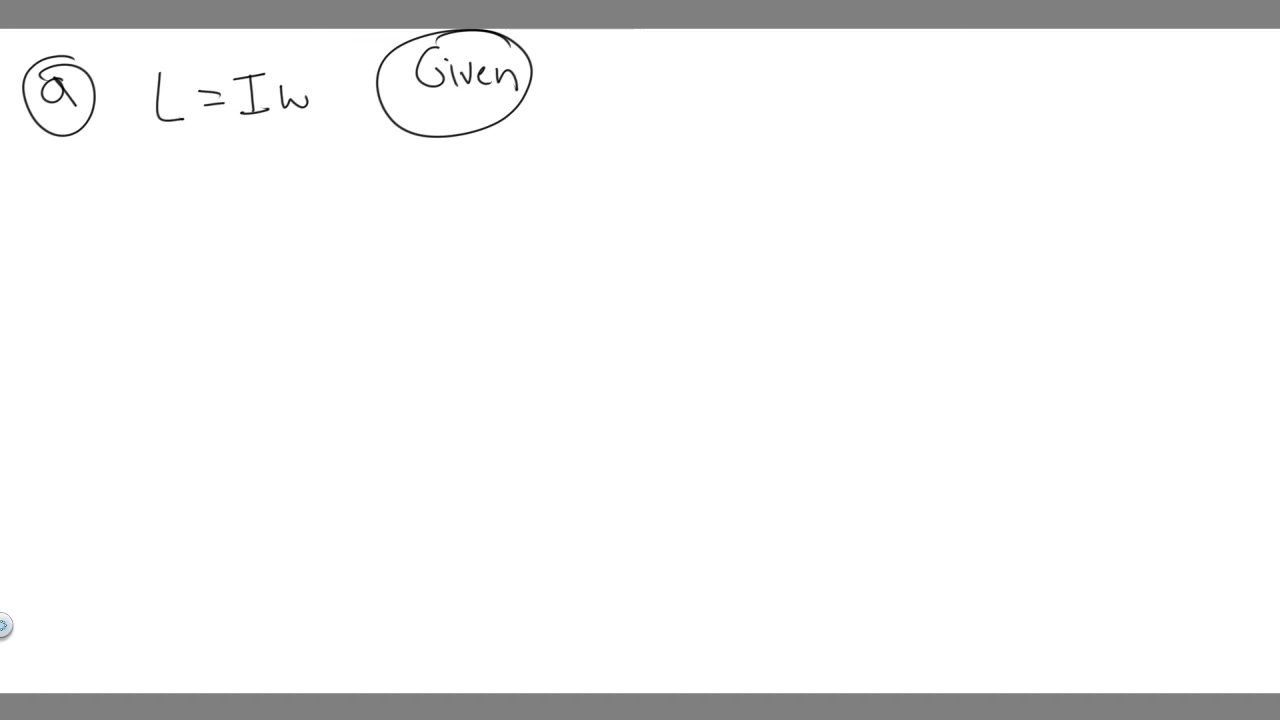 a L = Iω Given